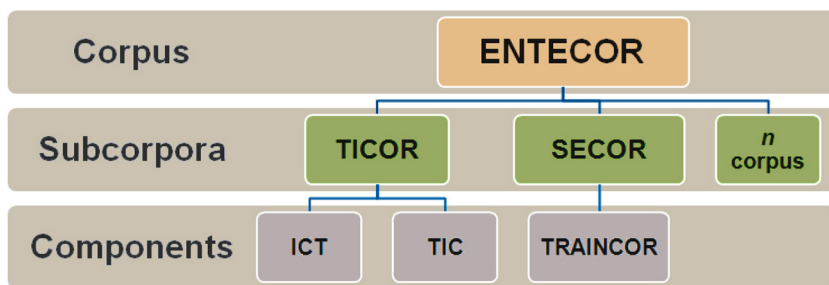 Corpus
ENTECOR
Subcorpora
TICOR
SECOR
n
corpus
Components
ICT
TIC
TRAINCOR